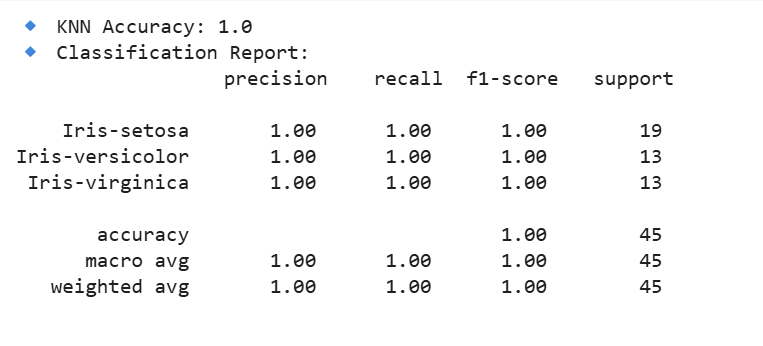 🔹 KNN Accuracy: 1.0
🔹 Classification Report:
precision recall f1-score support
Iris-setosa 1.00 1.00 1.00 19
Iris-versicolor 1.00 1.00 1.00 13
Iris-virginica 1.00 1.00 1.00 13
accuracy 1.00 45
macro avg 1.00 1.00 1.00 45
weighted avg 1.00 1.00 1.00 45